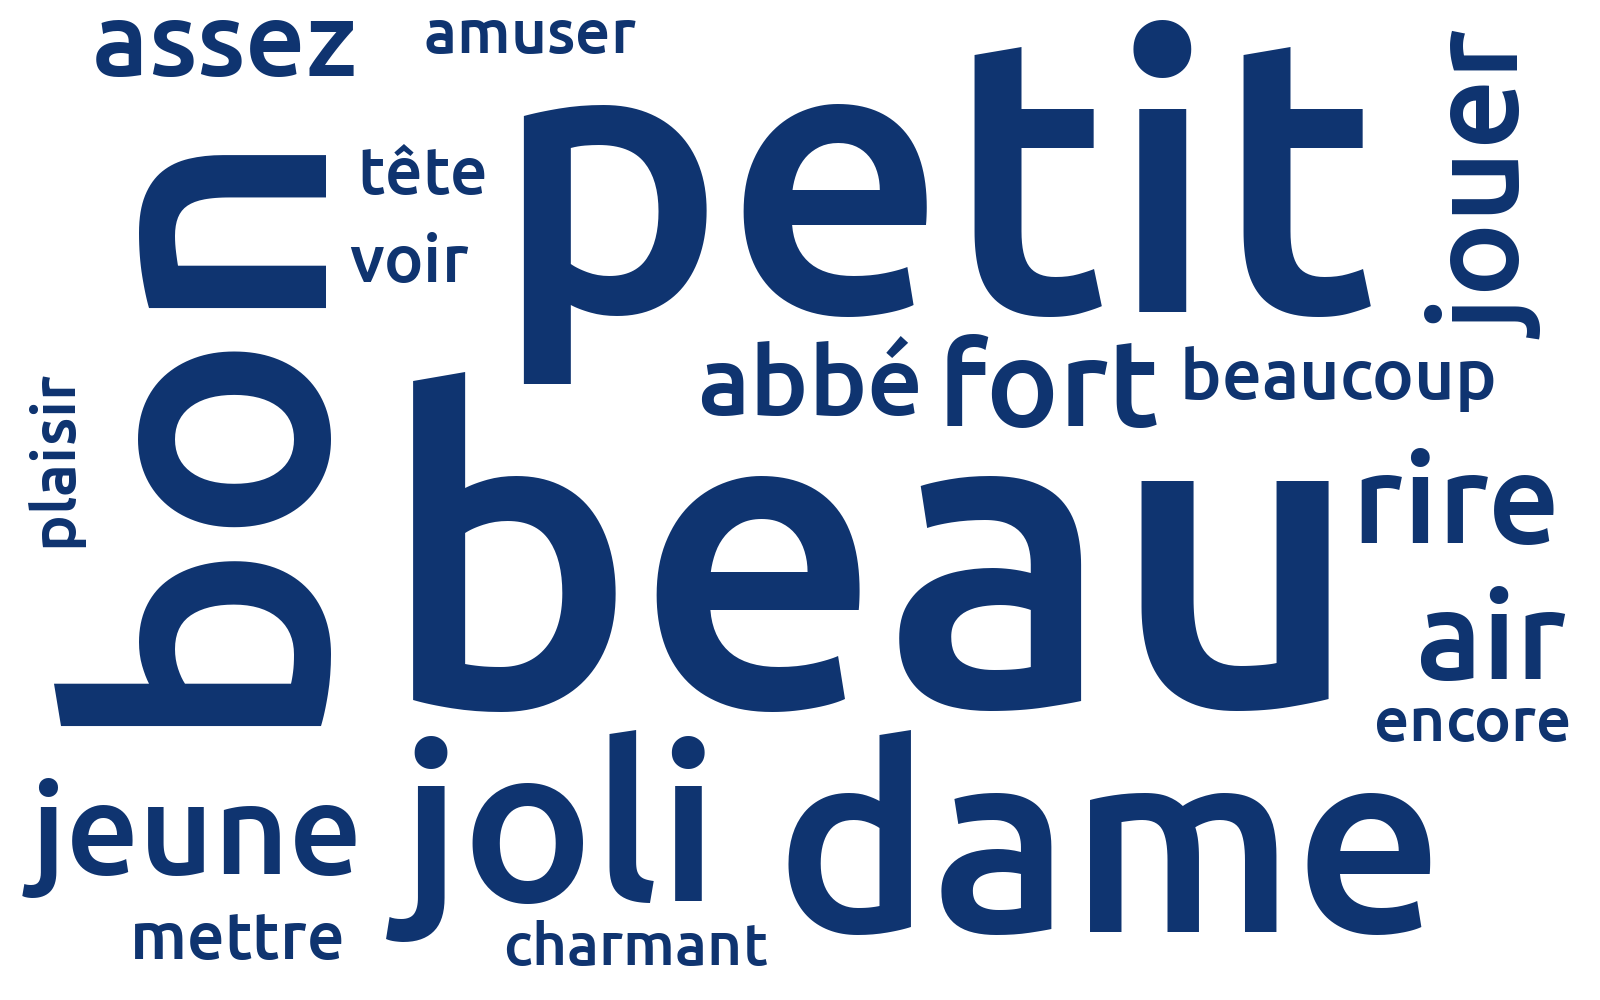 assez
amuser
petit
jouer
tête
bon
voir
abbé
fort
beaucoup
plaisir
beau
rire
air
encore
jeune
joli
dame
mettre
charmant